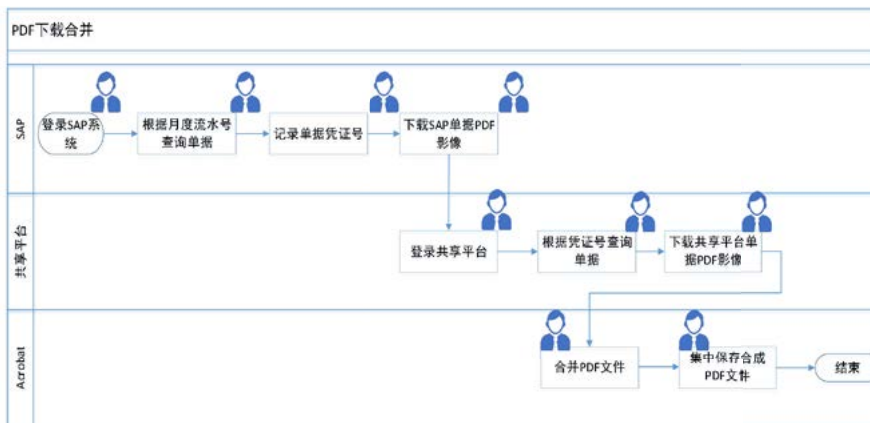 PDF下载合并
SAP
登录SAP系
统
根据月度流水号
查询单据
记录单据凭证号
下载SAP单据PDF
影像
共享平台
登录共享平台
根据凭证号查询
单据
下载共享平台单
据PDF影像
Acrobat
合并PDF文件
集中保存合成
PDF文件
结束